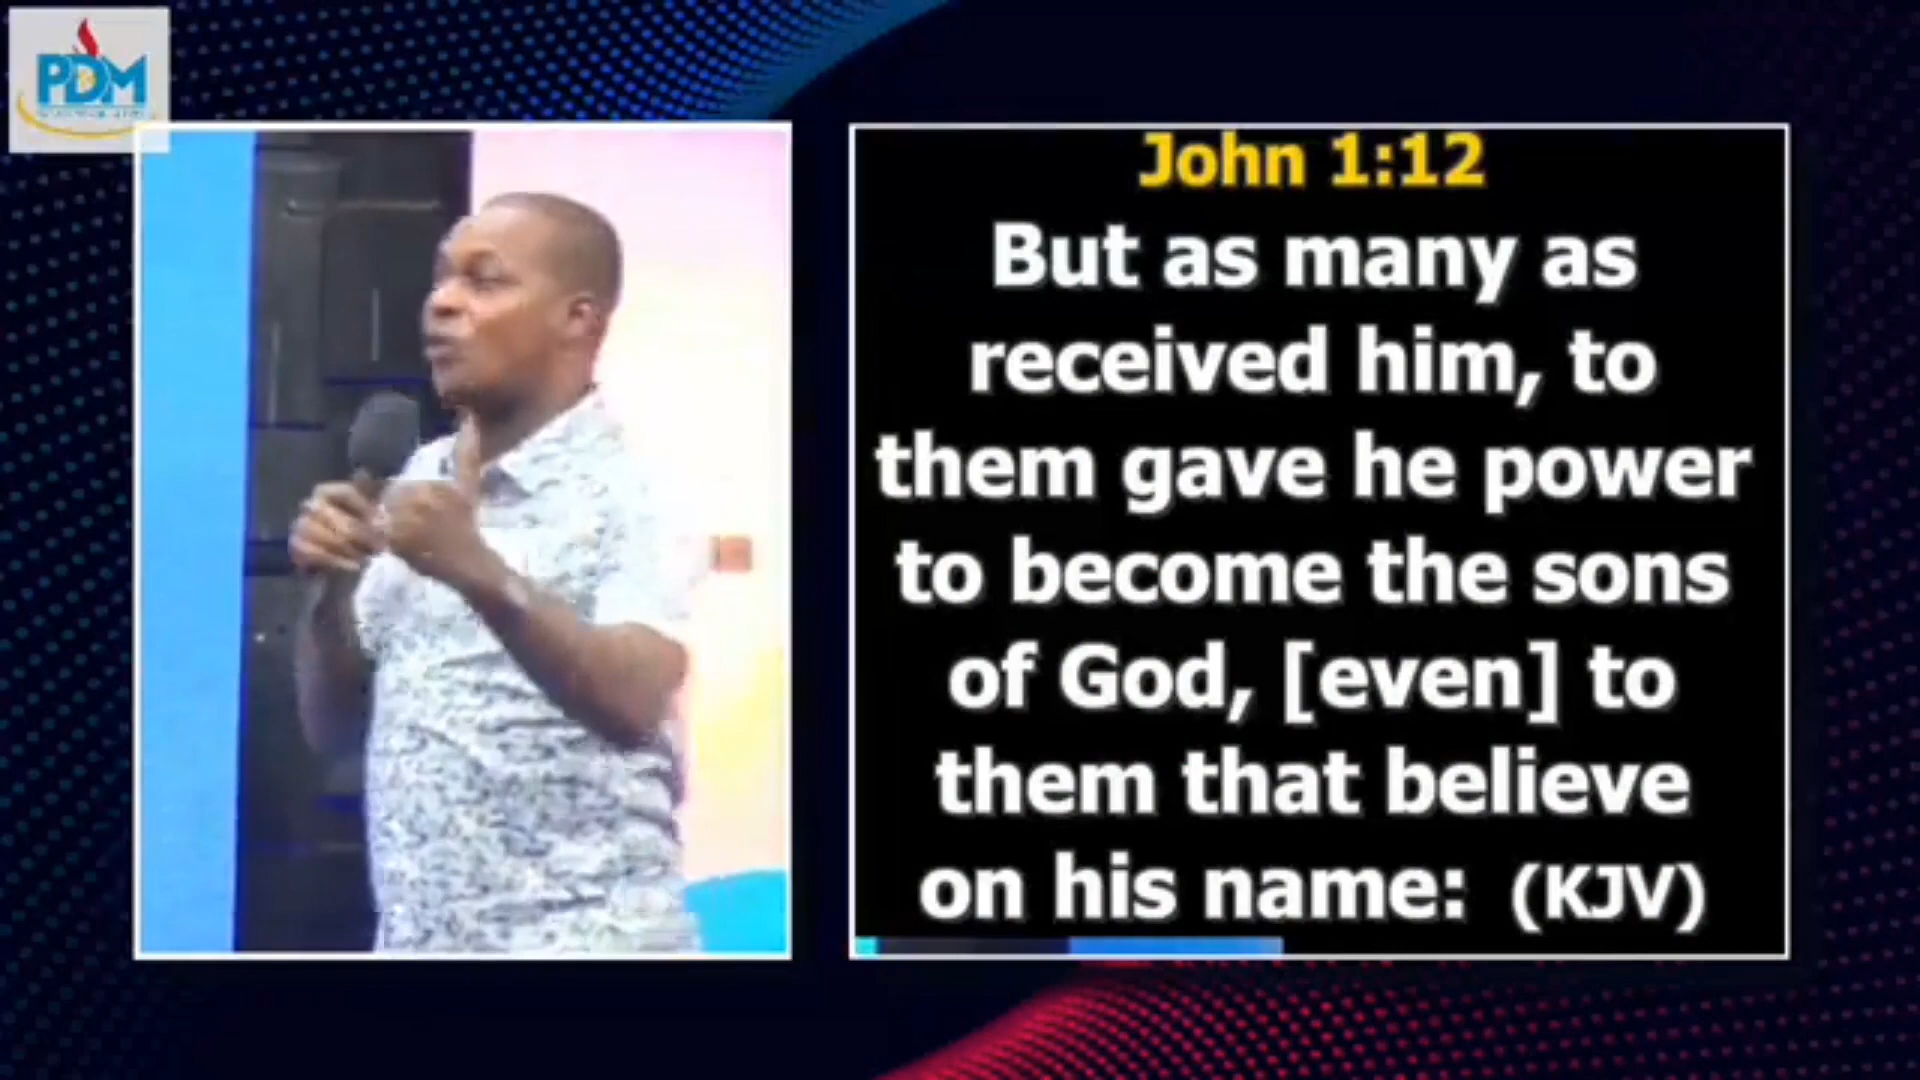 PDM
John 1:12
But as many as
received him, to
them gave he power
to become the sons
of God, [even] to
them that believe
on his name: (KJV)